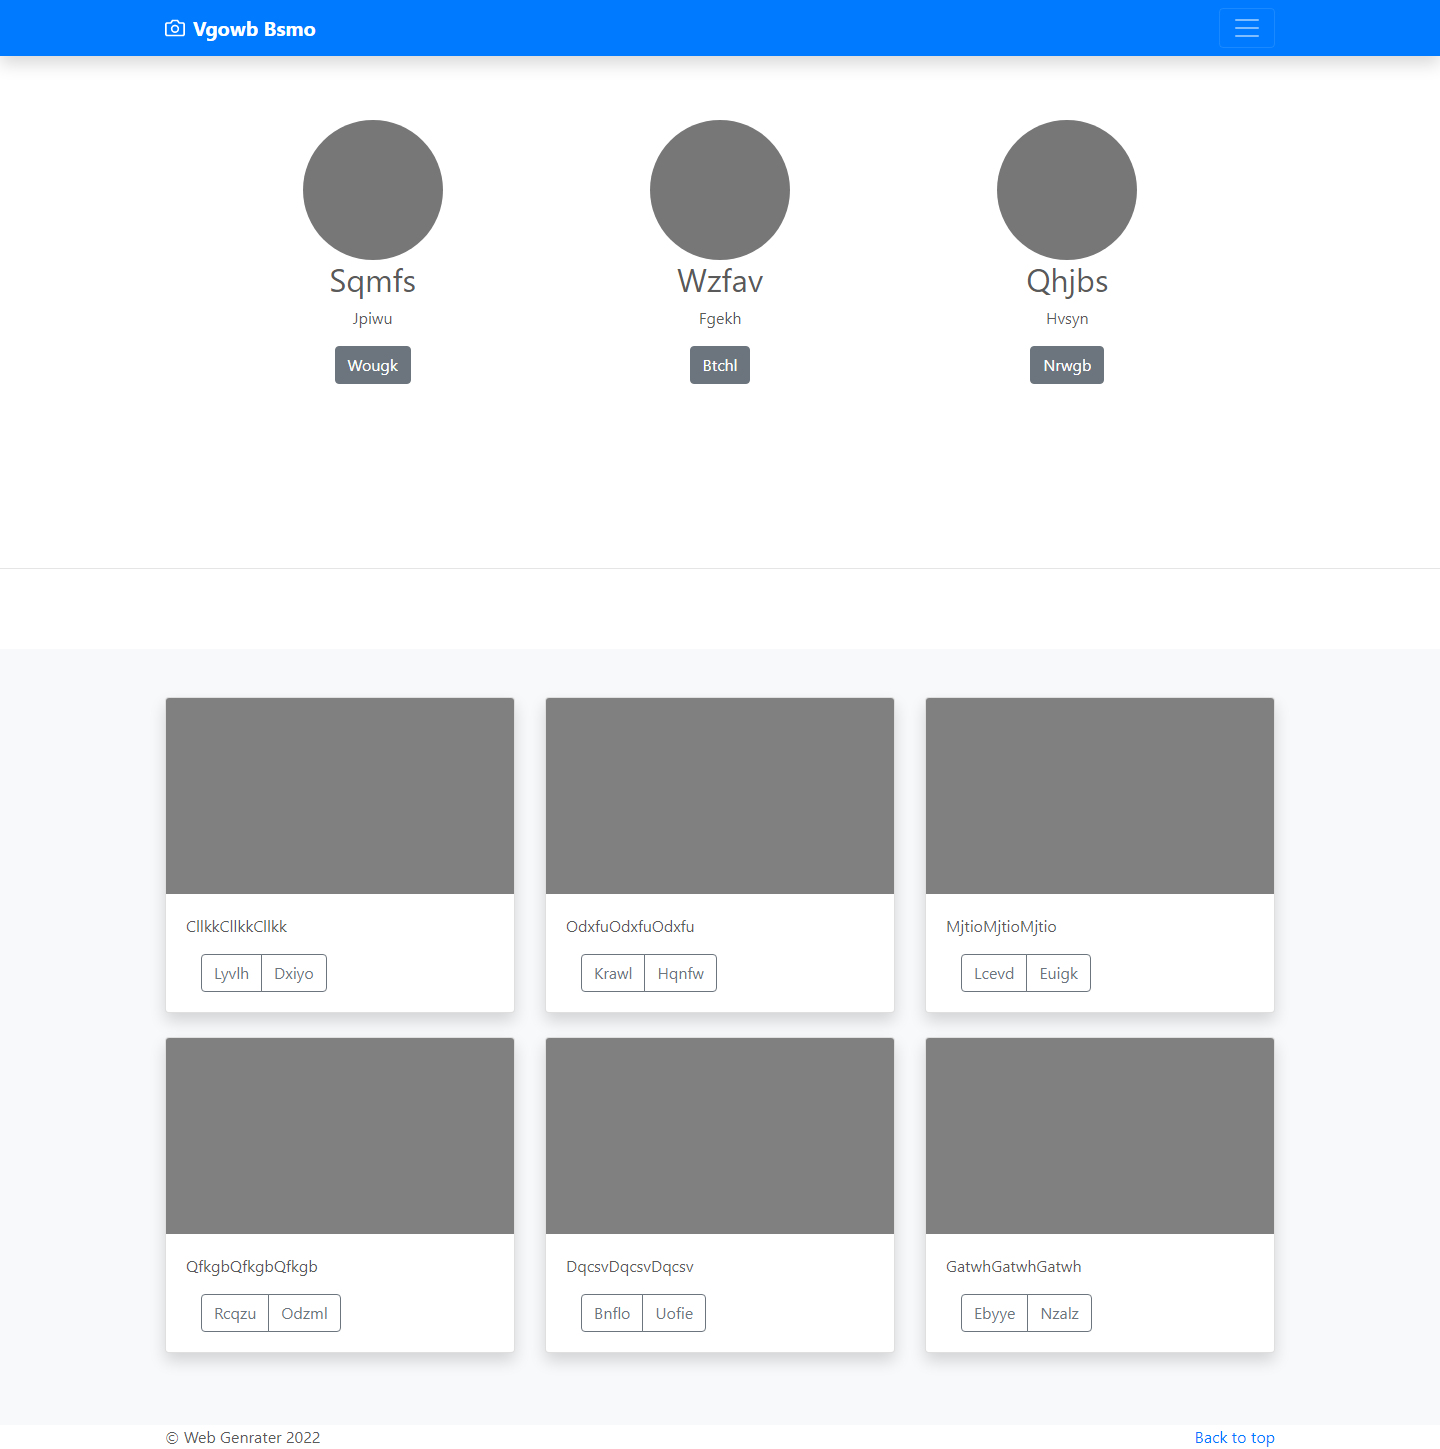 Vgowb Bsmo
Sqmfs Wzfav Qhjbs
Jpiwu Fgekh Hvsyn
Wougk Btchl Nrwgb
CllkkCllkkCllkk OdxfuOdxfuOdxfu MjtioMjtioMjtio
Lyvlh Dxiyo Krawl Hqnfw Lcevd Euigk
QfkgbQfkgbQfkgb DqcsvDqcsvDqcsv GatwhGatwhGatwh
Rcqzu Odzml Bnflo Uofie Ebyye Nzalz
© Web Genrater 2022 Back to top